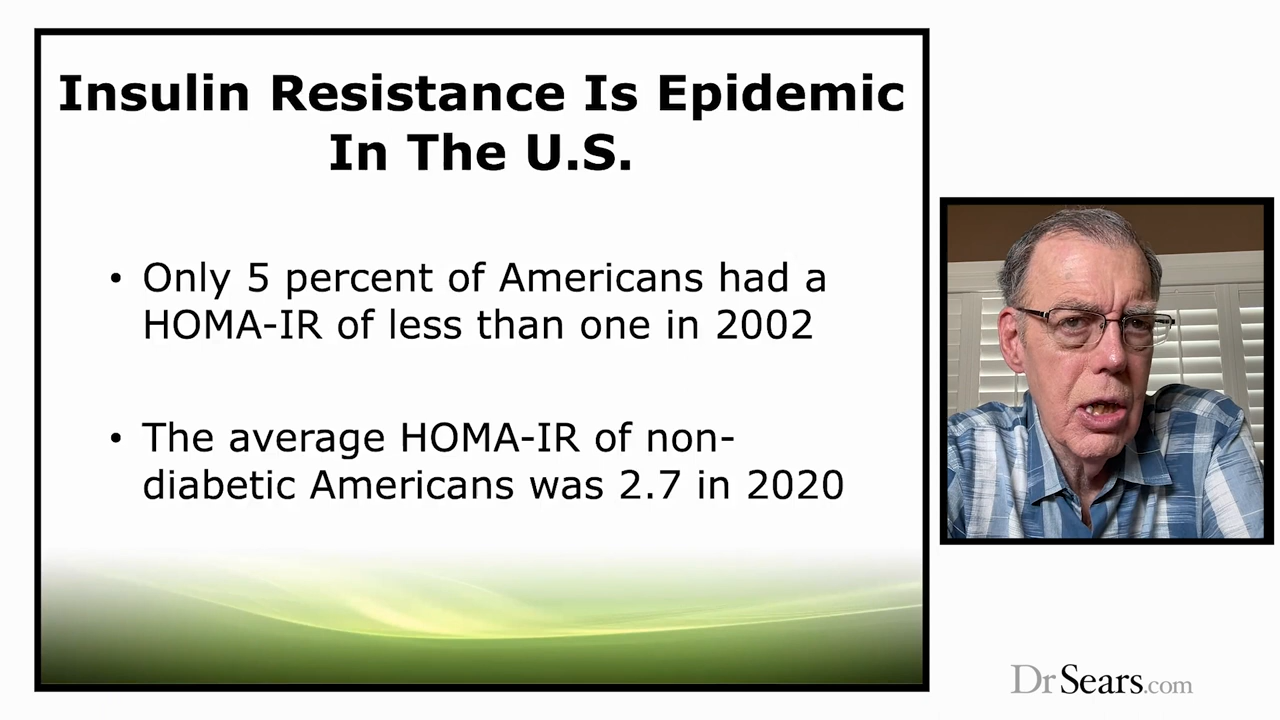 Insulin Resistance Is Epidemic
In The U.S.
• Only 5 percent of Americans had a
HOMA-IR of less than one in 2002
• The average HOMA-IR of non-
diabetic Americans was 2.7 in 2020
DrSears.com